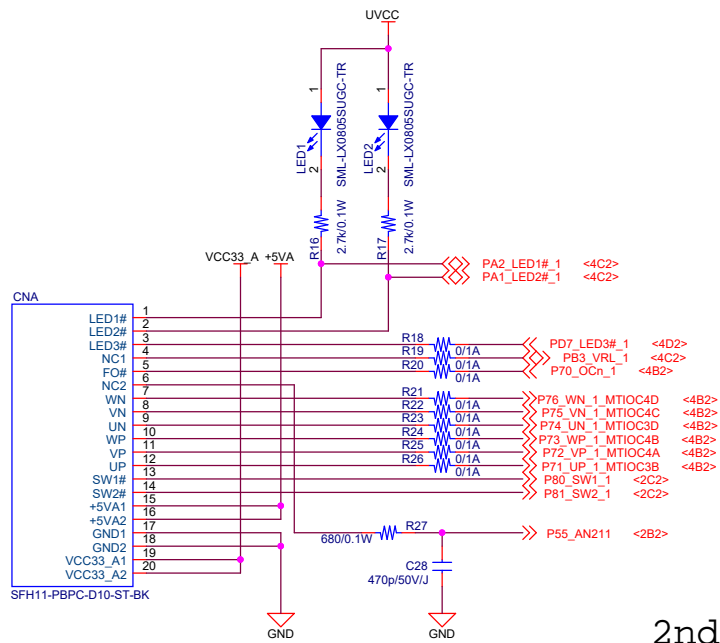 UVCC
1
1
SML-LX0805SUGC-TR
SML-LX0805SUGC-TR
LED1
LED2
2
2
R16
2.7k/0.1W
R17
2.7k/0.1W
VCC33_A +5VA
PA2_LED1#_1 <4C2>
PA1_LED2#_1 <4C2>
CNA
LED1# 1
LED2# 2
LED3# 3 R18 0/1A PD7_LED3#_1 <4D2>
NC1 4 R19 0/1A PB3_VRL_1 <4C2>
FO# 5 R20 0/1A P70_OCn_1 <4B2>
NC2 6
WN 7 R21 0/1A P76_WN_1_MTIOC4D <4B2>
VN 8 R22 0/1A P75_VN_1_MTIOC4C <4B2>
UN 9 R23 0/1A P74_UN_1_MTIOC3D <4B2>
WP 10 R24 0/1A P73_WP_1_MTIOC4B <4B2>
VP 11 R25 0/1A P72_VP_1_MTIOC4A <4B2>
UP 12 R26 0/1A P71_UP_1_MTIOC3B <4B2>
SW1# 13 P80_SW1_1 <2C2>
SW2# 14 P81_SW2_1 <2C2>
+5VA1 15
+5VA2 16
GND1 17
GND2 18
VCC33_A1 19
VCC33_A2 20
680/0.1W R27 P55_AN211 <2B2>
C28
470p/50V/J
SFH11-PBPC-D10-ST-BK
GND
GND
2nd